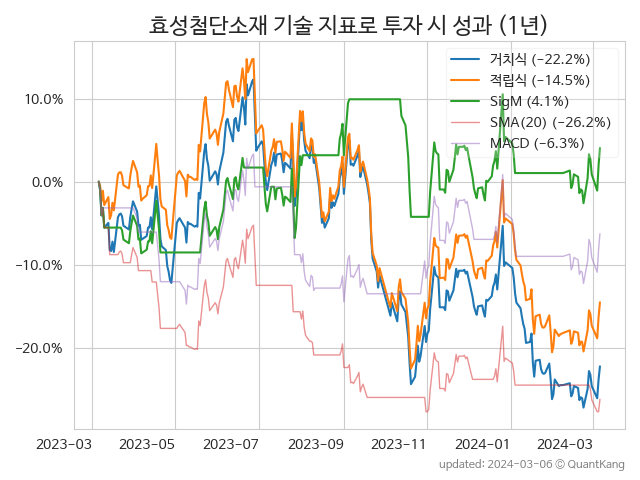 효성첨단소재 기술 지표로 투자 시 성과 (1년)
거치식 (−22.2%)
적립식 (−14.5%)
SigM (4.1%)
SMA(20) (−26.2%)
MACD (−6.3%)
10.0%
0.0%
−10.0%
−20.0%
2023−03 2023−05 2023−07 2023−09 2023−11 2024−01 2024−03
updated: 2024−03−06 ⓒ QuantKang